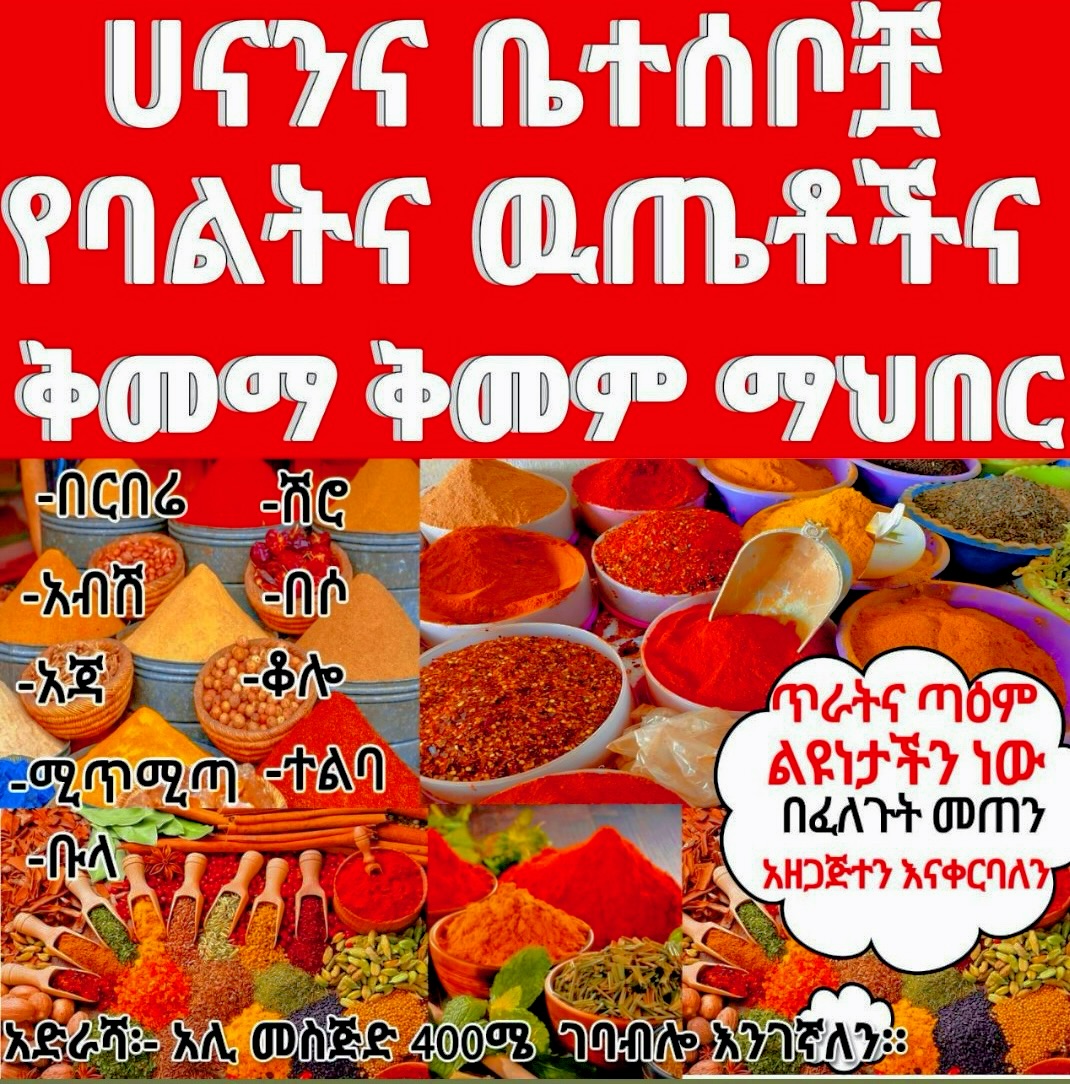 ሀናንና ቤተሰቦቿ
የባልትና ዉጤቶችና
ቅመማ ቅመም ማህበር
-በርበሬ -ሽሮ
-አብሽ -በሶ
-አጃ -ቆሎ
-ሚጥሚጣ -ተልባ
-ቡላ
ጥራትና ጣዕም
ልዩነታችን ነው
በፈለጉት መጠን
አዘጋጅተን እናቀርባለን
አድራሻ፡- አሊ መስጅድ 400ሜ ገባብሎ እንገኛለን።